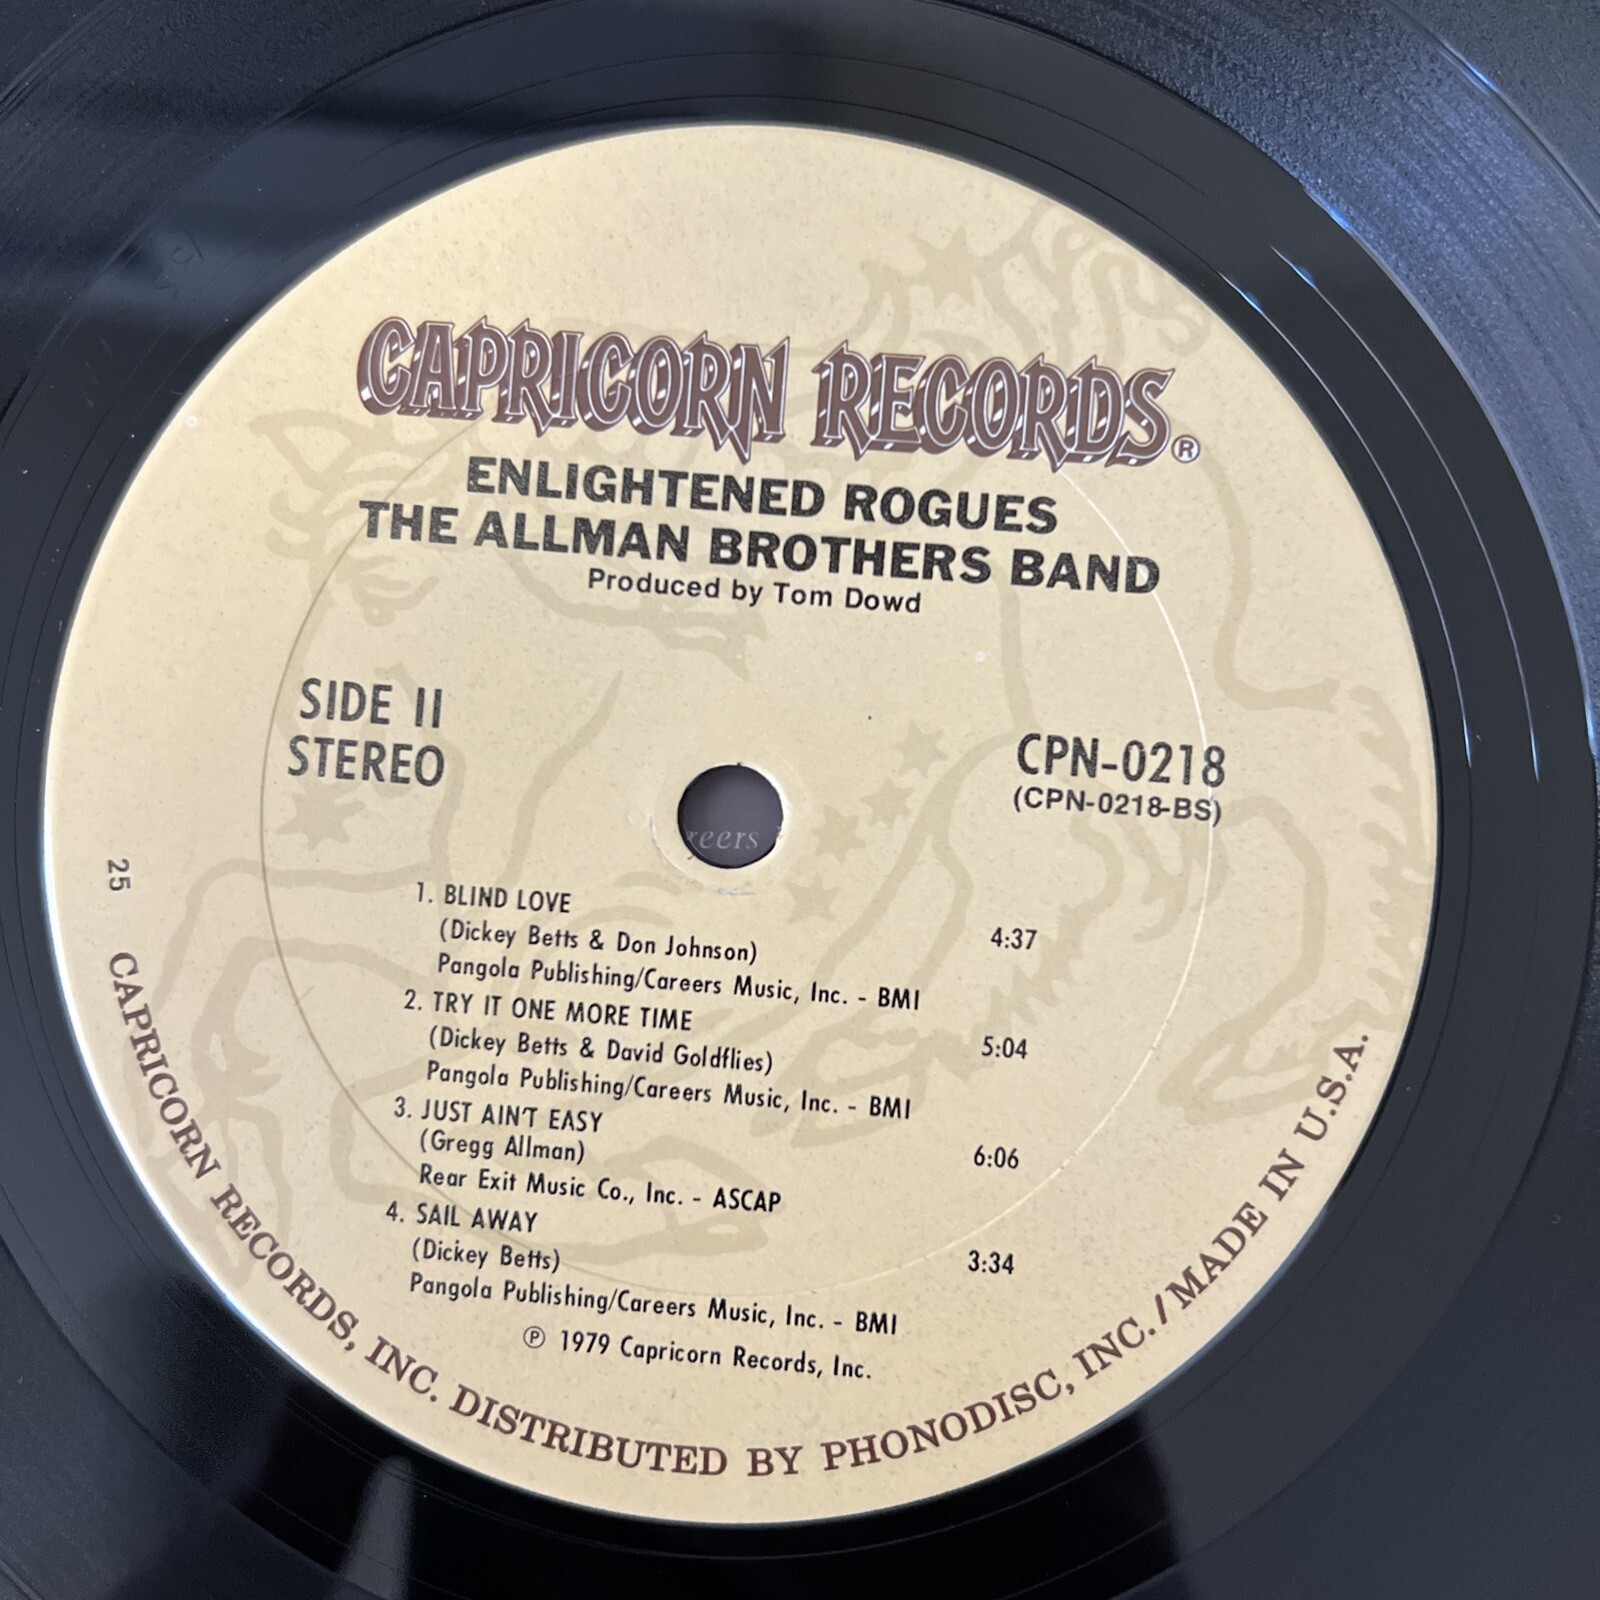 CAPRICORN RECORDS®
ENLIGHTENED ROGUES
THE ALLMAN BROTHERS BAND
Produced by Tom Dowd
SIDE II
STEREO
CPN-0218
(CPN-0218-BS)
reers
25
1. BLIND LOVE
(Dickey Betts & Don Johnson) 4:37
Pangola Publishing/Careers Music, Inc. - BMI
2. TRY IT ONE MORE TIME
(Dickey Betts & David Goldflies) 5:04
Pangola Publishing/Careers Music, Inc. - BMI
3. JUST AIN'T EASY
(Gregg Allman) 6:06
Rear Exit Music Co., Inc. - ASCAP
4. SAIL AWAY
(Dickey Betts) 3:34
Pangola Publishing/Careers Music, Inc. - BMI
℗ 1979 Capricorn Records, Inc.
CAPRICORN RECORDS, INC. DISTRIBUTED BY PHONODISC, INC. / MADE IN U.S.A.